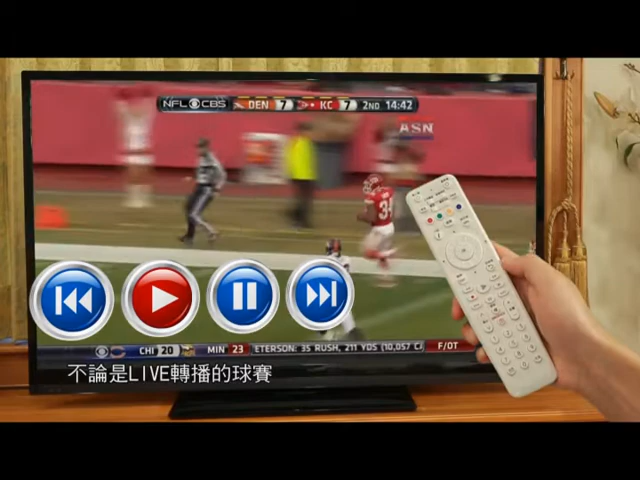 NFL CBS DEN 7 KC 7 2ND 14:42
ASN
CHI 20 MIN 23 ETERSON: 35 RUSH, 211 YDS (10,057 C F/OT
不論是LIVE轉播的球賽